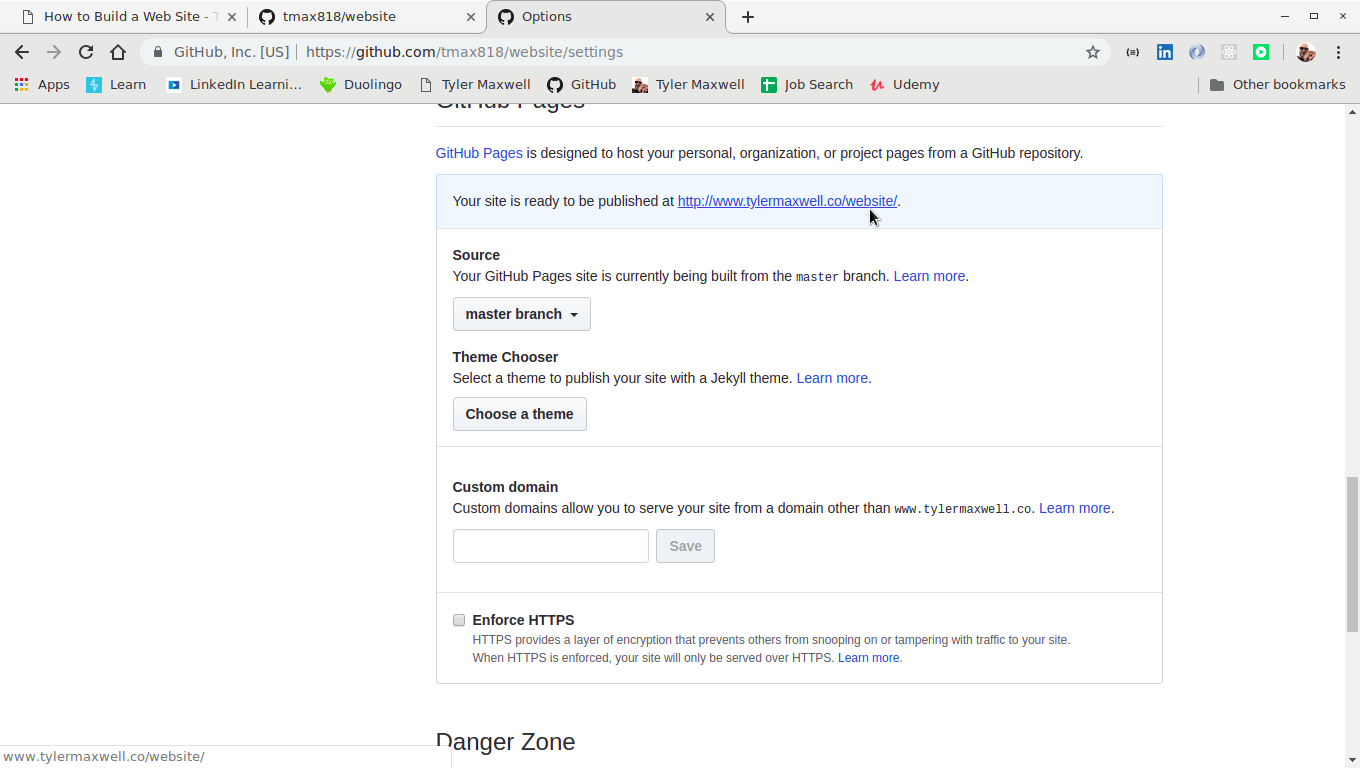 How to Build a Web Site -
tmax818/website
Options
GitHub, Inc. [US]
https://github.com/tmax818/website/settings
Apps
Learn
LinkedIn Learni…
Duolingo
Tyler Maxwell
GitHub
Tyler Maxwell
Job Search
Udemy
Other bookmarks
GitHub Pages
GitHub Pages is designed to host your personal, organization, or project pages from a GitHub repository.
Your site is ready to be published at http://www.tylermaxwell.co/website/.
Source
Your GitHub Pages site is currently being built from the master branch. Learn more.
master branch
Theme Chooser
Select a theme to publish your site with a Jekyll theme. Learn more.
Choose a theme
Custom domain
Custom domains allow you to serve your site from a domain other than www.tylermaxwell.co. Learn more.
Save
Enforce HTTPS
HTTPS provides a layer of encryption that prevents others from snooping on or tampering with traffic to your site.
When HTTPS is enforced, your site will only be served over HTTPS. Learn more.
Danger Zone
www.tylermaxwell.co/website/